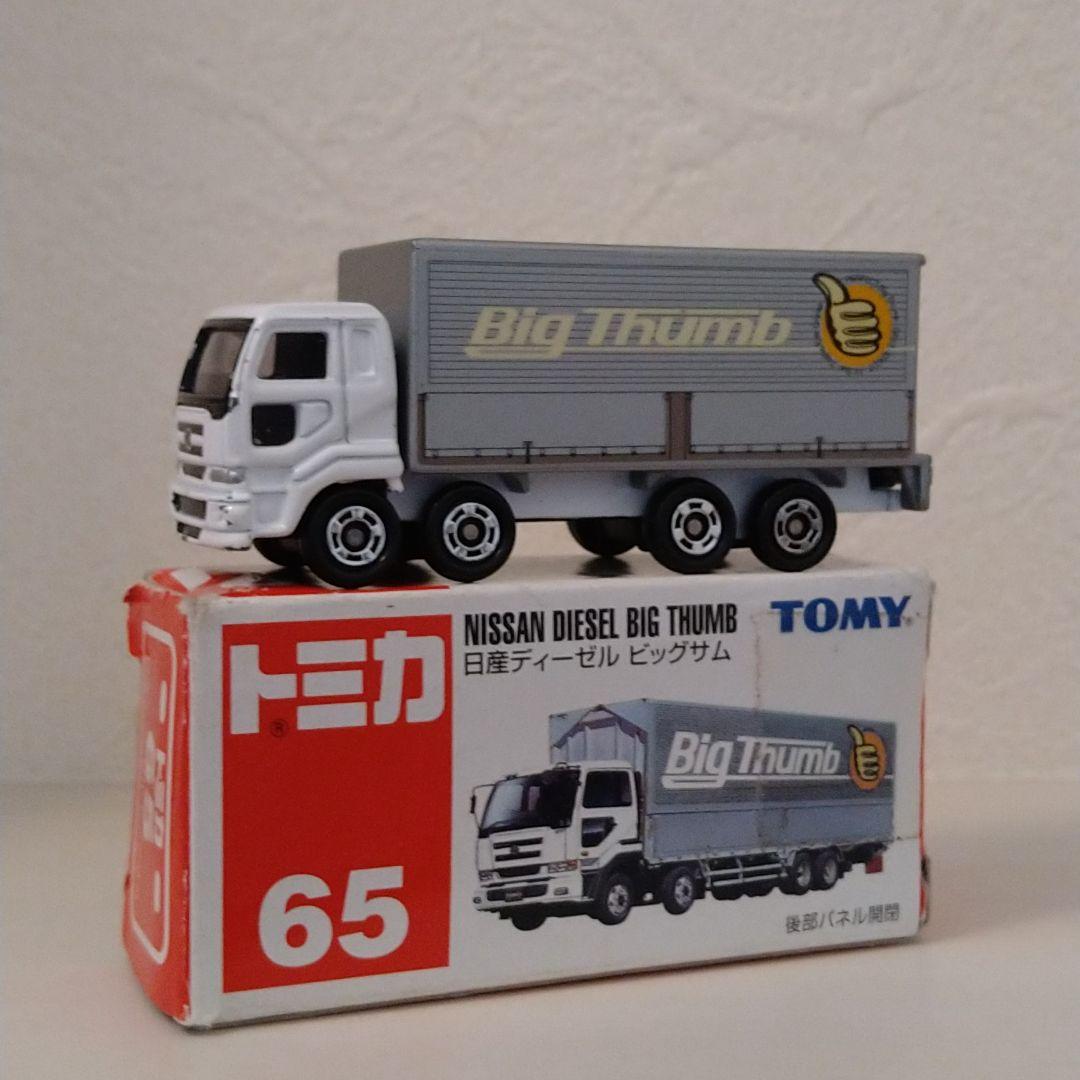 Big Thumb
トミカ
®
NISSAN DIESEL BIG THUMB
日産ディーゼル ビッグサム
TOMY®
Big Thumb
65
後部パネル開閉